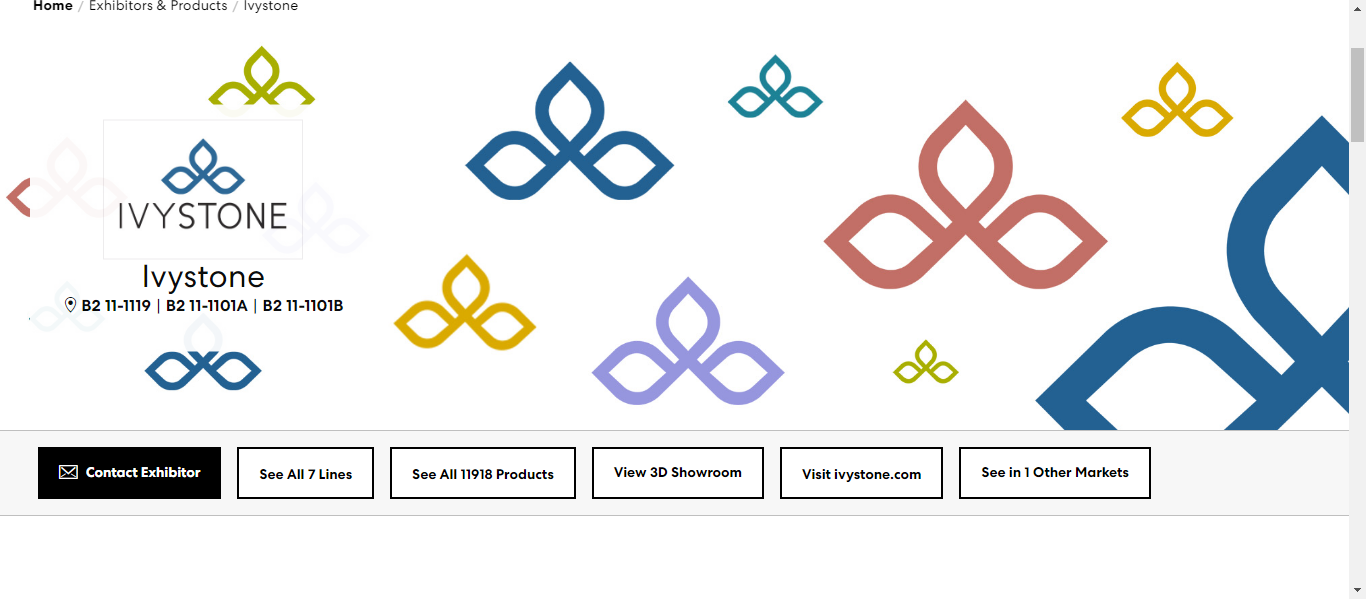 Home / Exhibitors & Products / Ivystone
IVYSTONE
Ivystone
B2 11-1119 | B2 11-1101A | B2 11-1101B
Contact Exhibitor
See All 7 Lines
See All 11918 Products
View 3D Showroom
Visit ivystone.com
See in 1 Other Markets